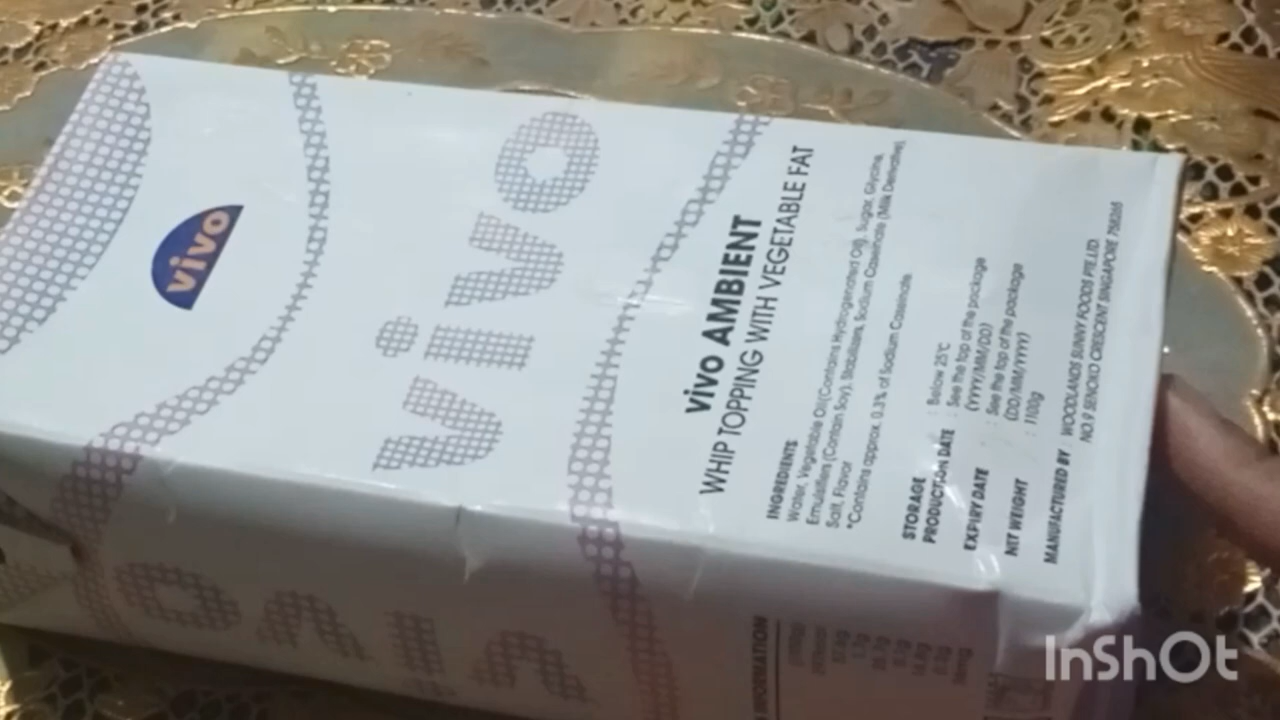 vivo
vivo
vivo AMBIENT
WHIP TOPPING WITH VEGETABLE FAT
INGREDIENTS
Water, Vegetable Oil (Contains Hydrogenated Oil), Sugar, Glycine,
Emulsifiers (Contain Soy), Stabilisers, Sodium Caseinate (Milk Derivative),
Salt, Flavor
*Contains approx. 0.3% of Sodium Caseinate.
STORAGE : Below 25°C
PRODUCTION DATE : See the top of the package
(YYYY/MM/DD)
EXPIRY DATE : See the top of the package
(DD/MM/YYYY)
NET WEIGHT : 1100g
MANUFACTURED BY : WOODLANDS SUNNY FOODS PTE.LTD.
NO.9 SENOKO CRESCENT SINGAPORE 758265
vivo
INFORMATION
InShOt